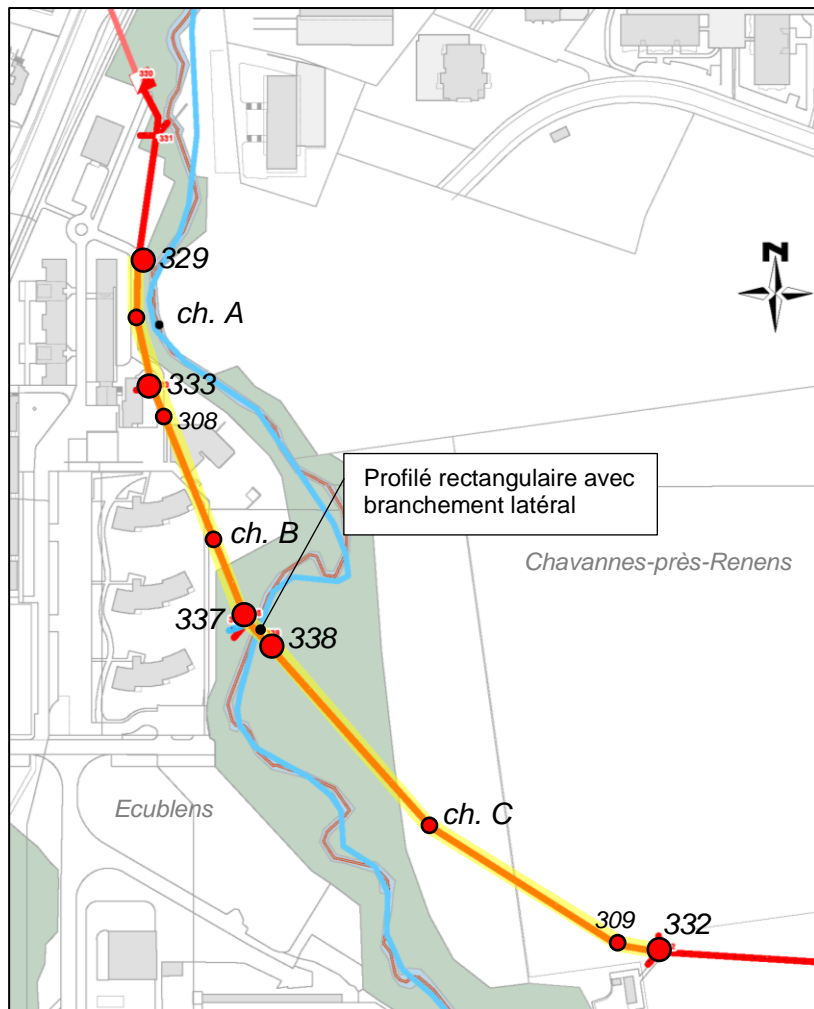 330
331
N
329
ch. A
333
308
Profilé rectangulaire avec
branchement latéral
ch. B
Chavannes-près-Renens
337
338
Ecublens
ch. C
309
332